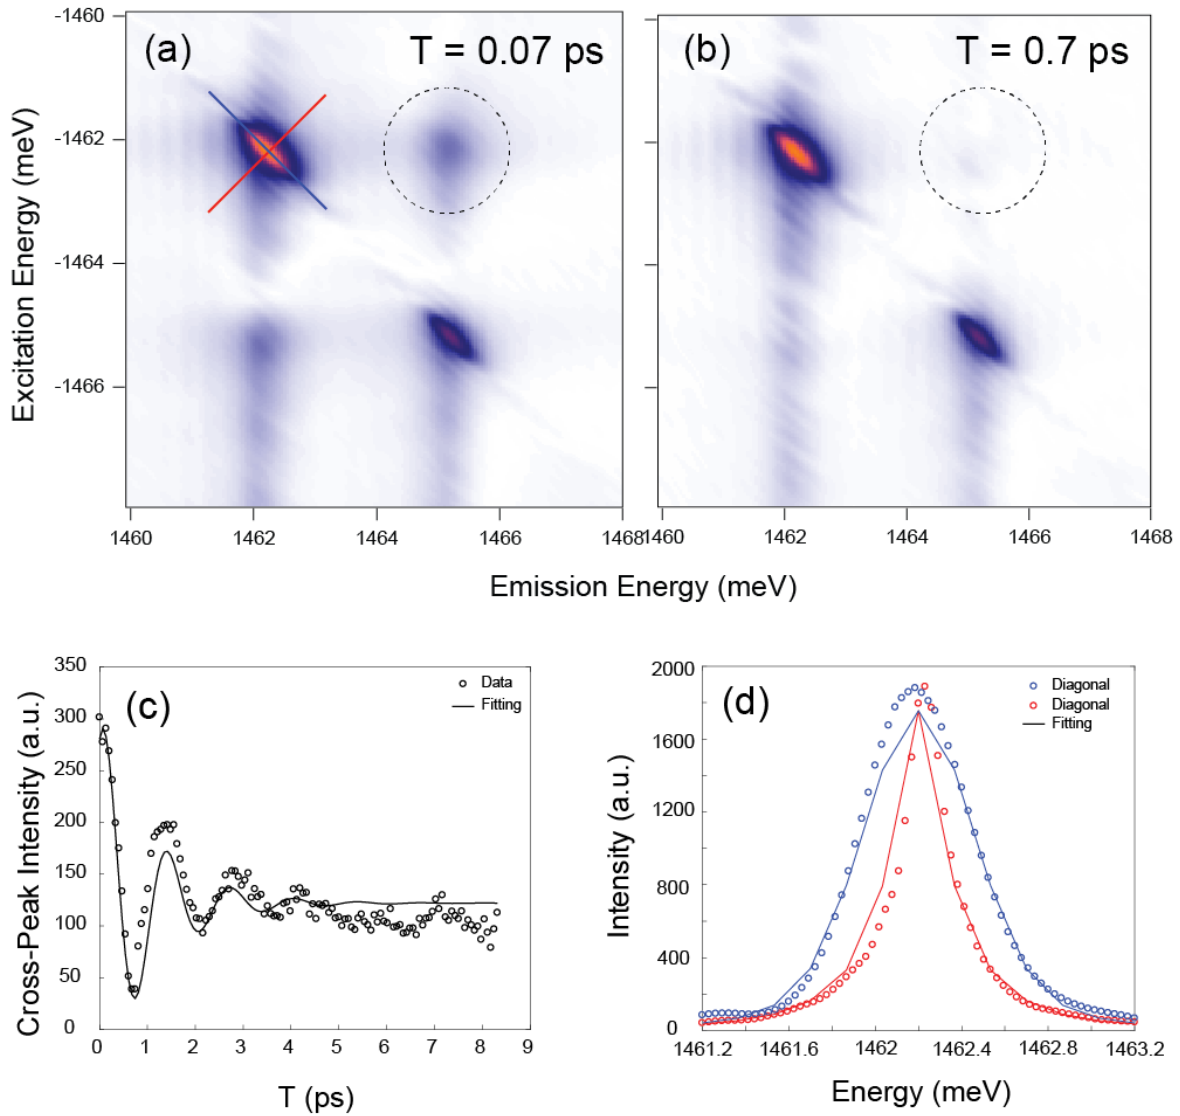 (a)
T = 0.07 ps
(b)
T = 0.7 ps
Excitation Energy (meV)
-1460
-1462
-1464
-1466
1460
1462
1464
1466
1468
1460
1462
1464
1466
1468
Emission Energy (meV)
(c)
Data
Fitting
Cross-Peak Intensity (a.u.)
350
300
250
200
150
100
50
0
0
1
2
3
4
5
6
7
8
9
T (ps)
(d)
Diagonal
Diagonal
Fitting
Intensity (a.u.)
2000
1600
1200
800
400
0
1461.2
1461.6
1462
1462.4
1462.8
1463.2
Energy (meV)